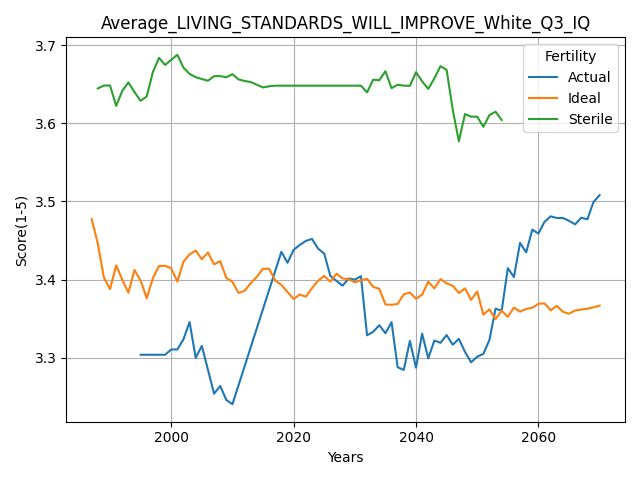 Average_LIVING_STANDARDS_WILL_IMPROVE_White_Q3_IQ
Fertility
Actual
Ideal
Sterile
Score(1-5)
3.7
3.6
3.5
3.4
3.3
2000
2020
2040
2060
Years